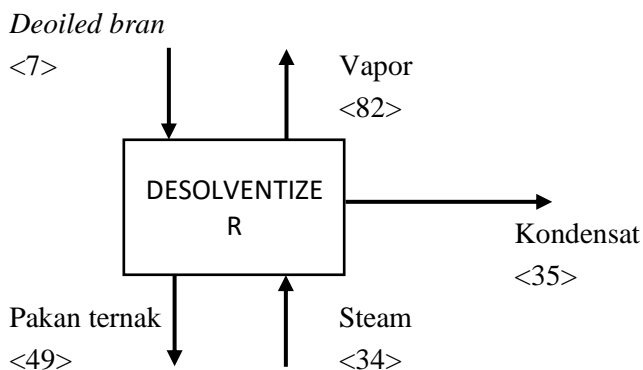 Deoiled bran
<7>
Vapor
<82>
DESOLVENTIZE
R
Kondensat
<35>
Pakan ternak
<49>
Steam
<34>